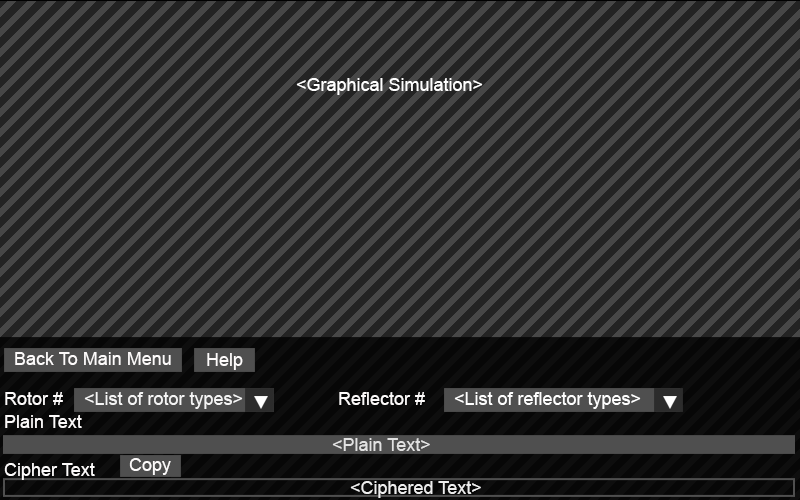 <Graphical Simulation>
Back To Main Menu Help
Rotor # <List of rotor types> ▼ Reflector # <List of reflector types> ▼
Plain Text
<Plain Text>
Cipher Text Copy
<Ciphered Text>